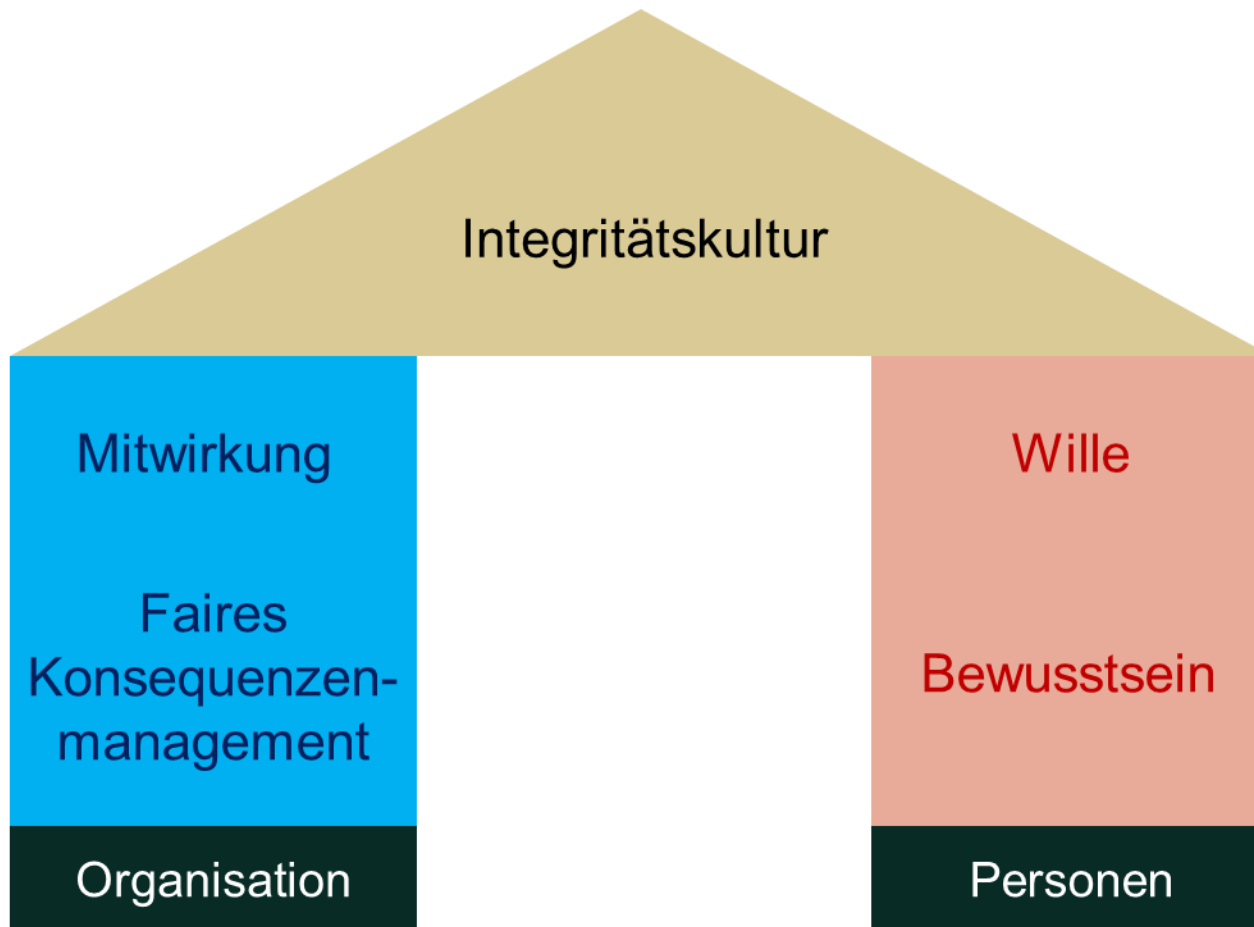 Integritätskultur
Mitwirkung
Faires
Konsequenzen-
management
Organisation
Wille
Bewusstsein
Personen